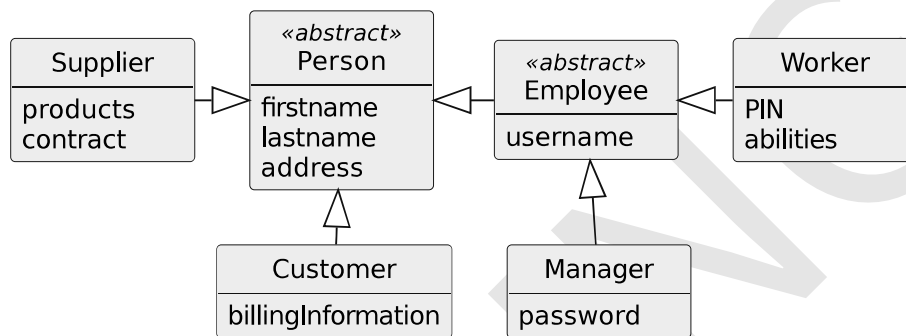 Supplier
products
contract
«abstract»
Person
firstname
lastname
address
«abstract»
Employee
username
Worker
PIN
abilities
Customer
billingInformation
Manager
password